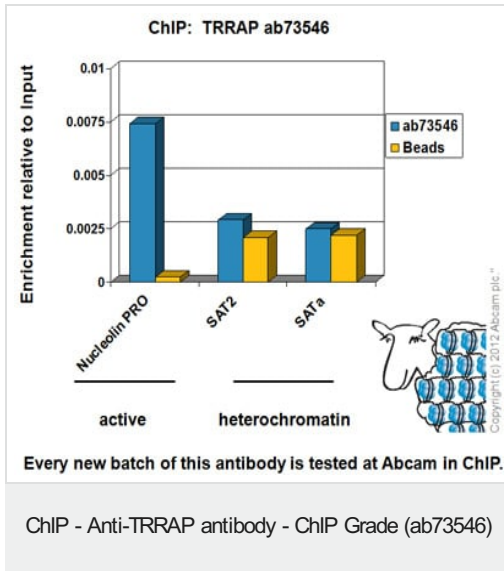 ChIP: TRRAP ab73546
Enrichment relative to Input
0.01
0.0075
0.005
0.0025
0
ab73546
Beads
Nucleolin PRO
SAT2
SATa
active
heterochromatin
Copyright (c) 2012 Abcam plc."
Every new batch of this antibody is tested at Abcam in ChIP.
ChIP - Anti-TRRAP antibody - ChIP Grade (ab73546)